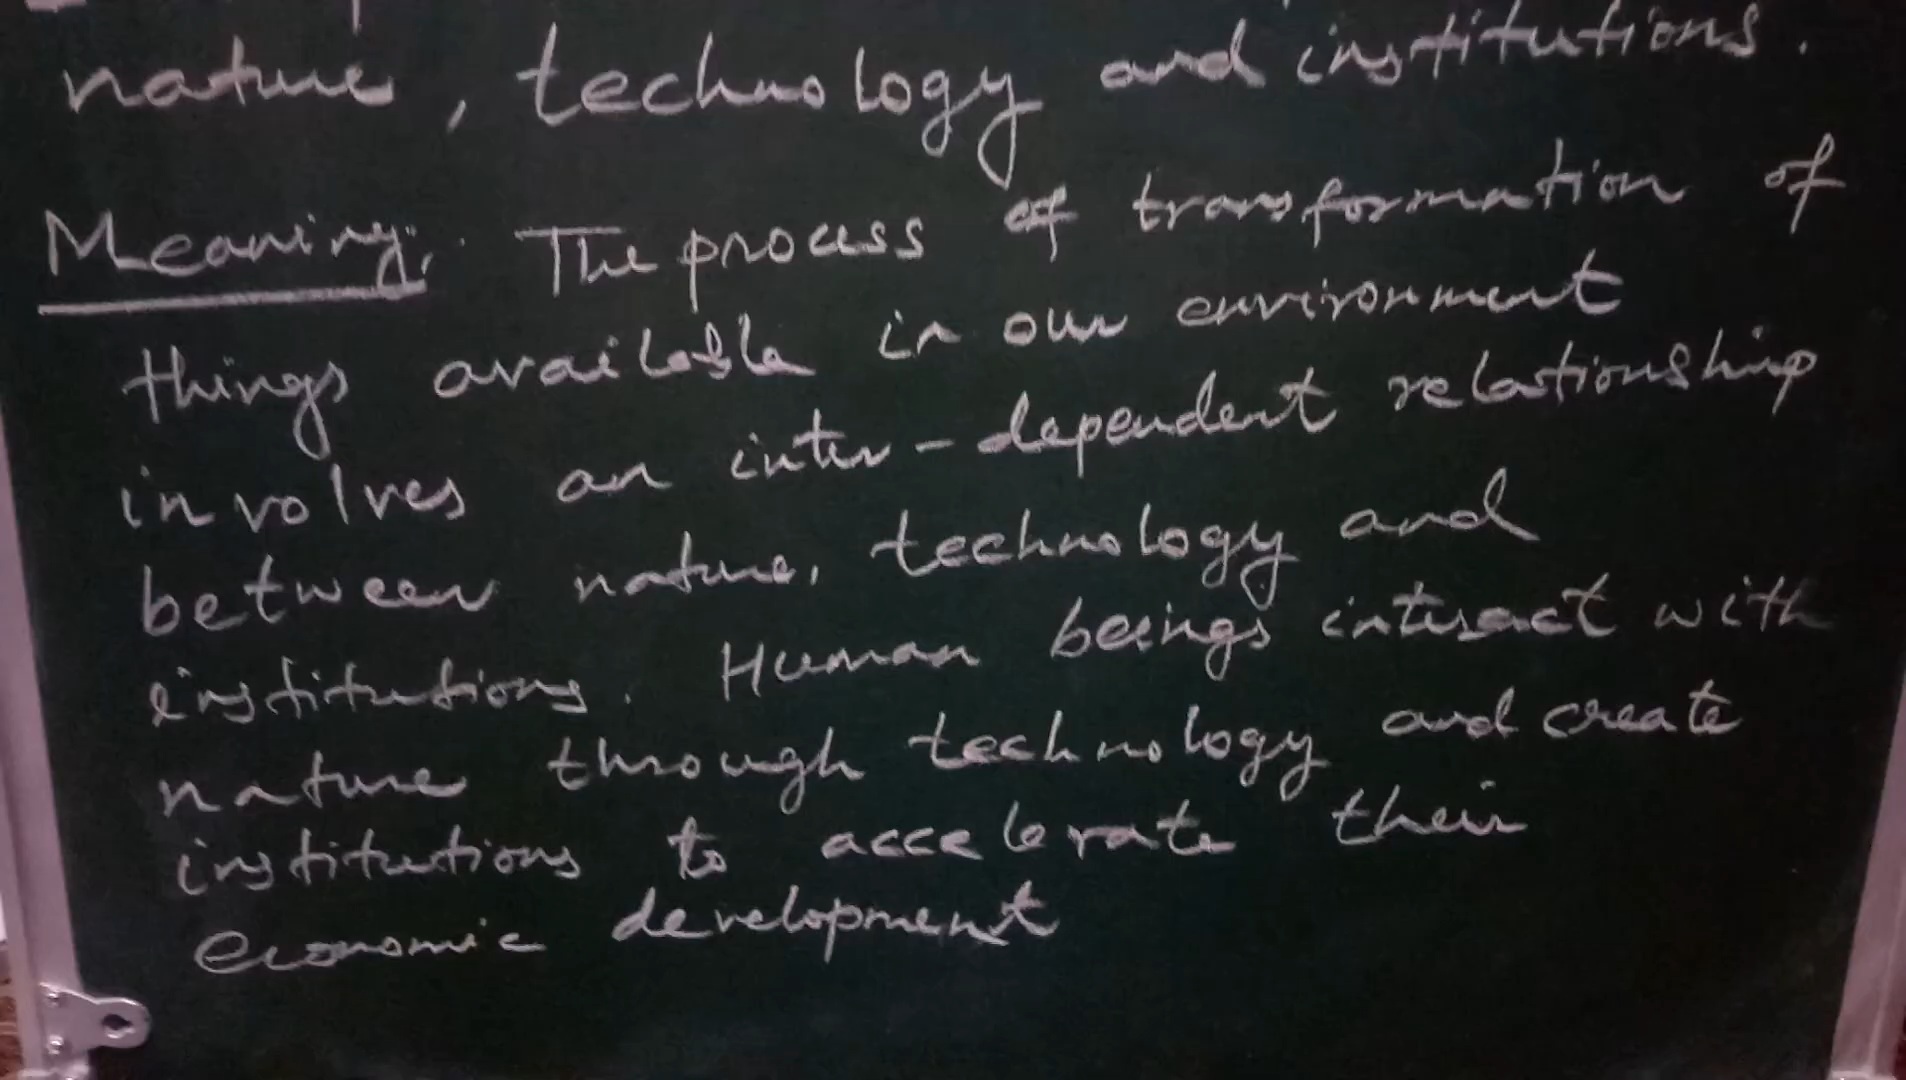 nature, technology and institutions.
Meaning: The process of transformation of
things available in our environment
involves an inter-dependent relationship
between nature, technology and
institutions. Human beings interact with
nature through technology and create
institutions to accelerate their
economic development